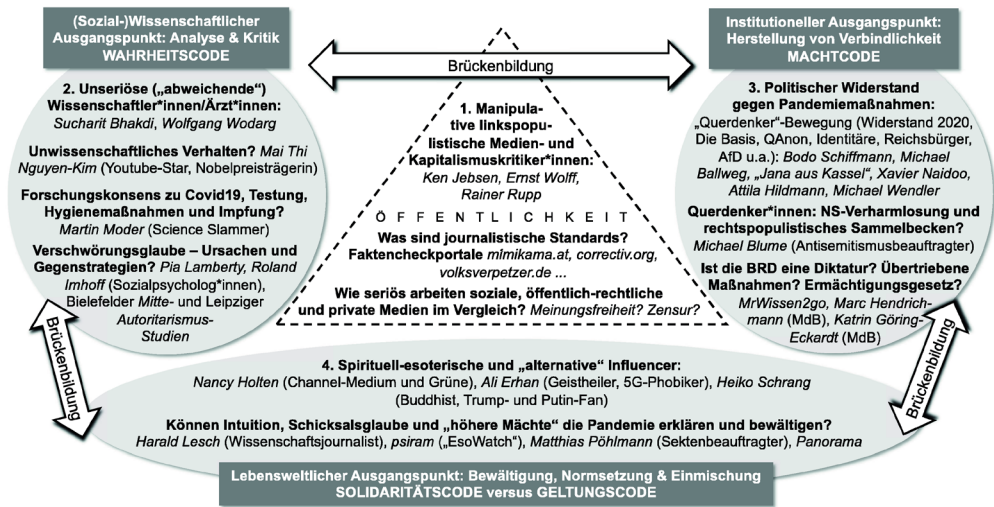 (Sozial-)Wissenschaftlicher
Ausgangspunkt: Analyse & Kritik
WAHRHEITSCODE
Institutioneller Ausgangspunkt:
Herstellung von Verbindlichkeit
MACHTCODE
Brückenbildung
2. Unseriöse („abweichende“)
Wissenschaftler*innen/Ärzt*innen:
Sucharit Bhakdi, Wolfgang Wodarg
Unwissenschaftliches Verhalten? Mai Thi
Nguyen-Kim (Youtube-Star, Nobelpreisträgerin)
Forschungskonsens zu Covid19, Testung,
Hygienemaßnahmen und Impfung?
Martin Moder (Science Slammer)
Verschwörungsglaube – Ursachen und
Gegenstrategien? Pia Lamberty, Roland
Imhoff (Sozialpsycholog*innen),
Bielefelder Mitte- und Leipziger
Autoritarismus-
Studien
1. Manipula-
tive linkspopu-
listische Medien- und
Kapitalismuskritiker*innen:
Ken Jebsen, Ernst Wolff,
Rainer Rupp
ÖFFENTLICHKEIT
Was sind journalistische Standards?
Faktencheckportale mimikama.at, correctiv.org,
volksverpetzer.de ...
Wie seriös arbeiten soziale, öffentlich-rechtliche
und private Medien im Vergleich? Meinungsfreiheit? Zensur?
3. Politischer Widerstand
gegen Pandemiemaßnahmen:
„Querdenker“-Bewegung (Widerstand 2020,
Die Basis, QAnon, Identitäre, Reichsbürger,
AfD u.a.): Bodo Schiffmann, Michael
Ballweg, „Jana aus Kassel“, Xavier Naidoo,
Attila Hildmann, Michael Wendler
Querdenker*innen: NS-Verharmlosung und
rechtspopulistisches Sammelbecken?
Michael Blume (Antisemitismusbeauftragter)
Ist die BRD eine Diktatur? Übertriebene
Maßnahmen? Ermächtigungsgesetz?
MrWissen2go, Marc Hendrich-
mann (MdB), Katrin Göring-
Eckardt (MdB)
Brückenbildung
Brückenbildung
4. Spirituell-esoterische und „alternative“ Influencer:
Nancy Holten (Channel-Medium und Grüne), Ali Erhan (Geistheiler, 5G-Phobiker), Heiko Schrang
(Buddhist, Trump- und Putin-Fan)
Können Intuition, Schicksalsglaube und „höhere Mächte“ die Pandemie erklären und bewältigen?
Harald Lesch (Wissenschaftsjournalist), psiram („EsoWatch“), Matthias Pöhlmann (Sektenbeauftragter), Panorama
Lebensweltlicher Ausgangspunkt: Bewältigung, Normsetzung & Einmischung
SOLIDARITÄTSCODE versus GELTUNGSCODE